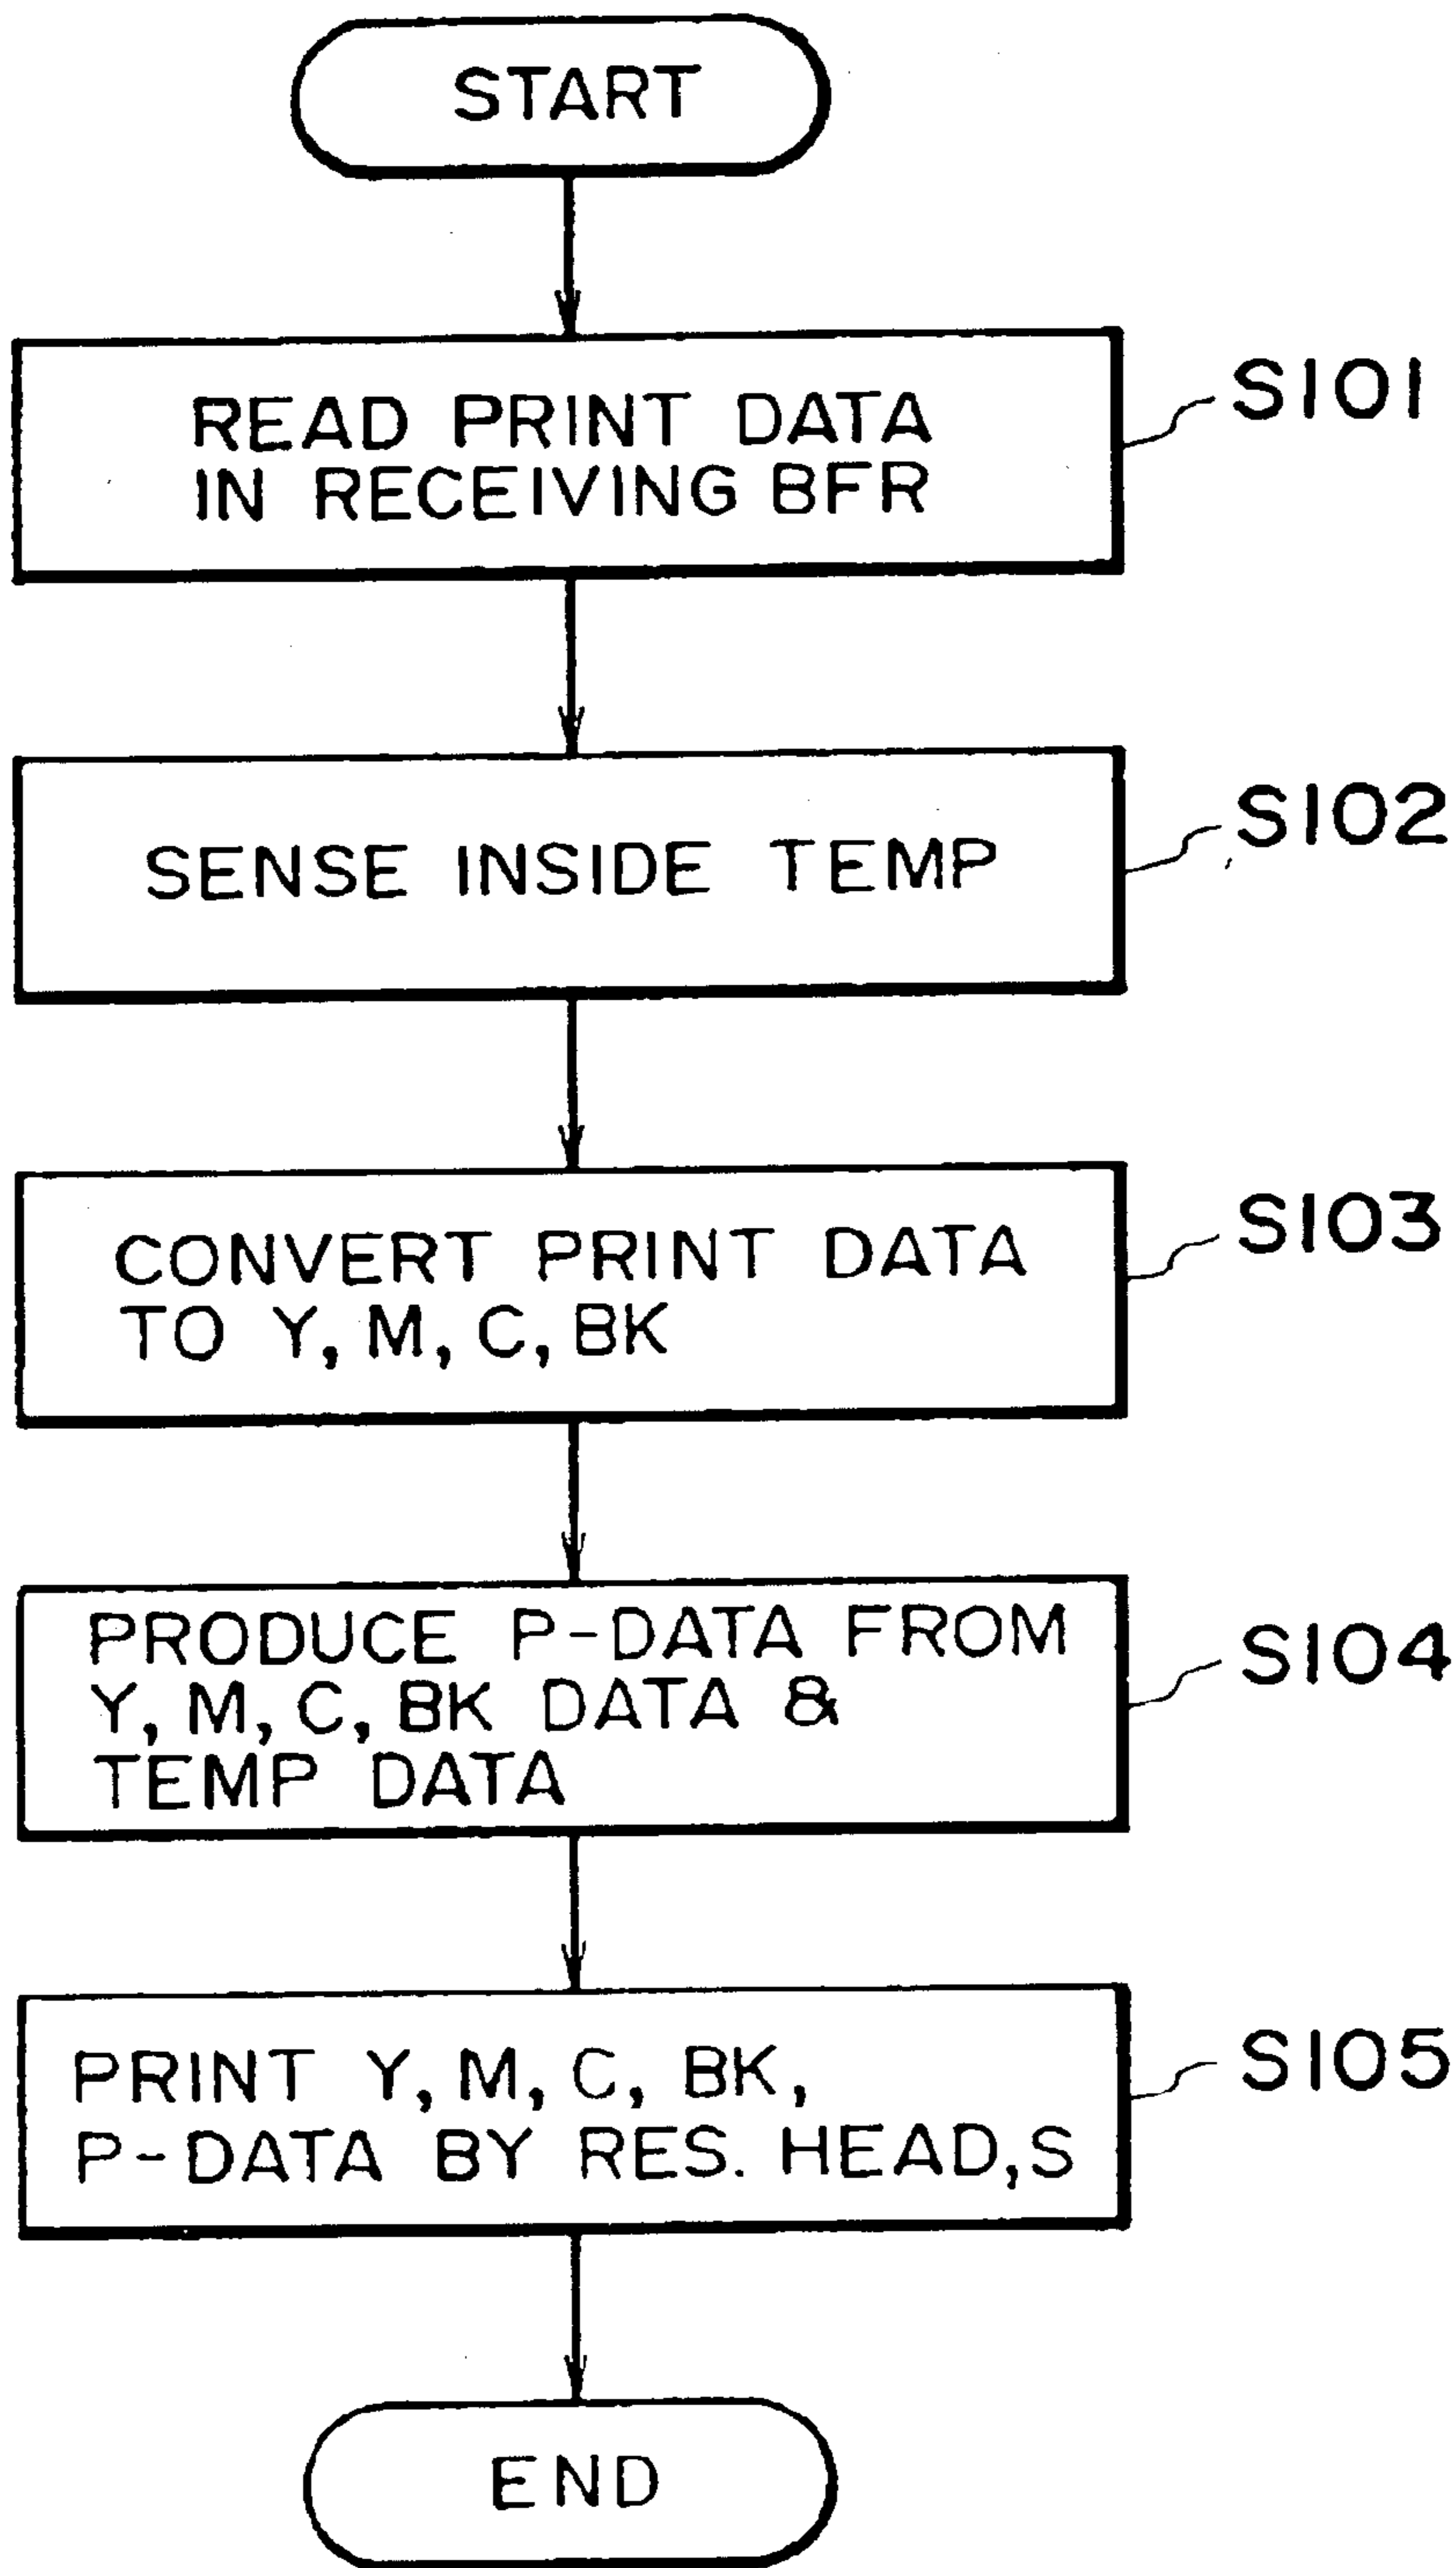 START
READ PRINT DATA
IN RECEIVING BFR
S101
SENSE INSIDE TEMP
S102
CONVERT PRINT DATA
TO Y, M, C, BK
S103
PRODUCE P-DATA FROM
Y, M, C, BK DATA &
TEMP DATA
S104
PRINT Y, M, C, BK,
P-DATA BY RES. HEAD,S
S105
END